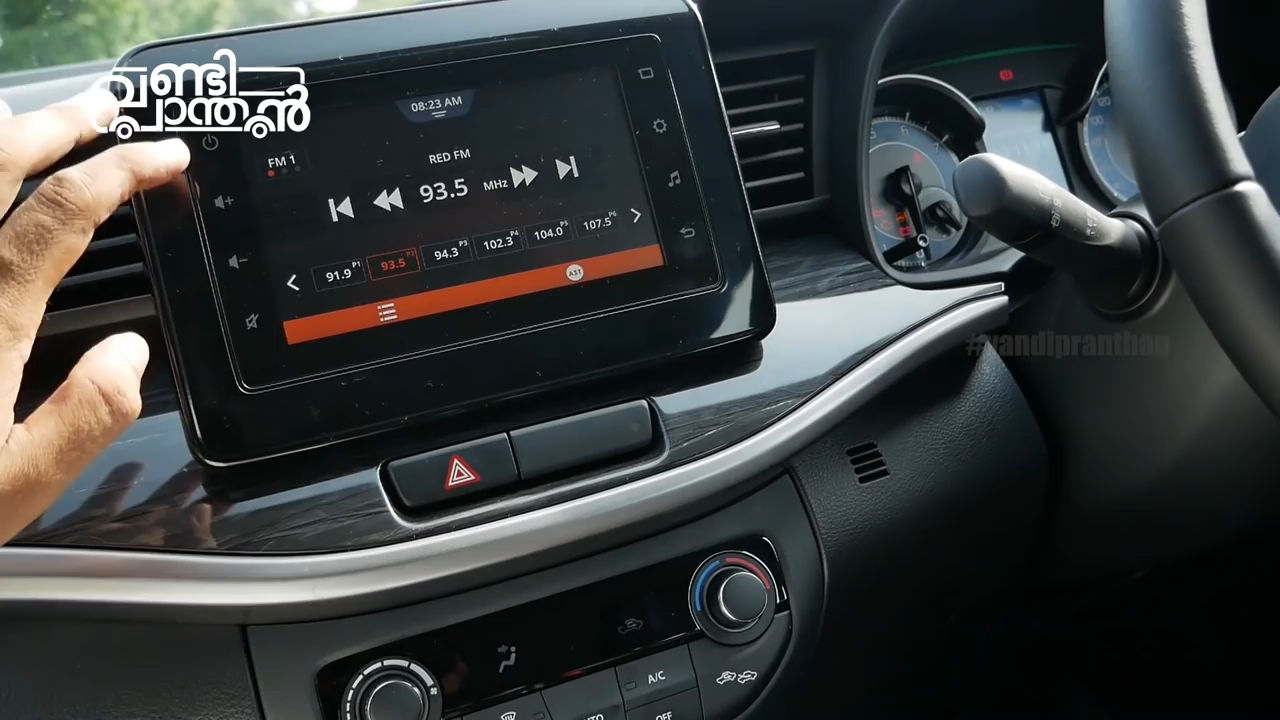 വണ്ടി
പ്രാന്തൻ
08:23 AM
FM 1
RED FM
93.5 MHz
91.9 P1 93.5 P2 94.3 P3 102.3 P4 104.0 P5 107.5 P6
MENU
AST
#vandipranthan
A/C
OFF